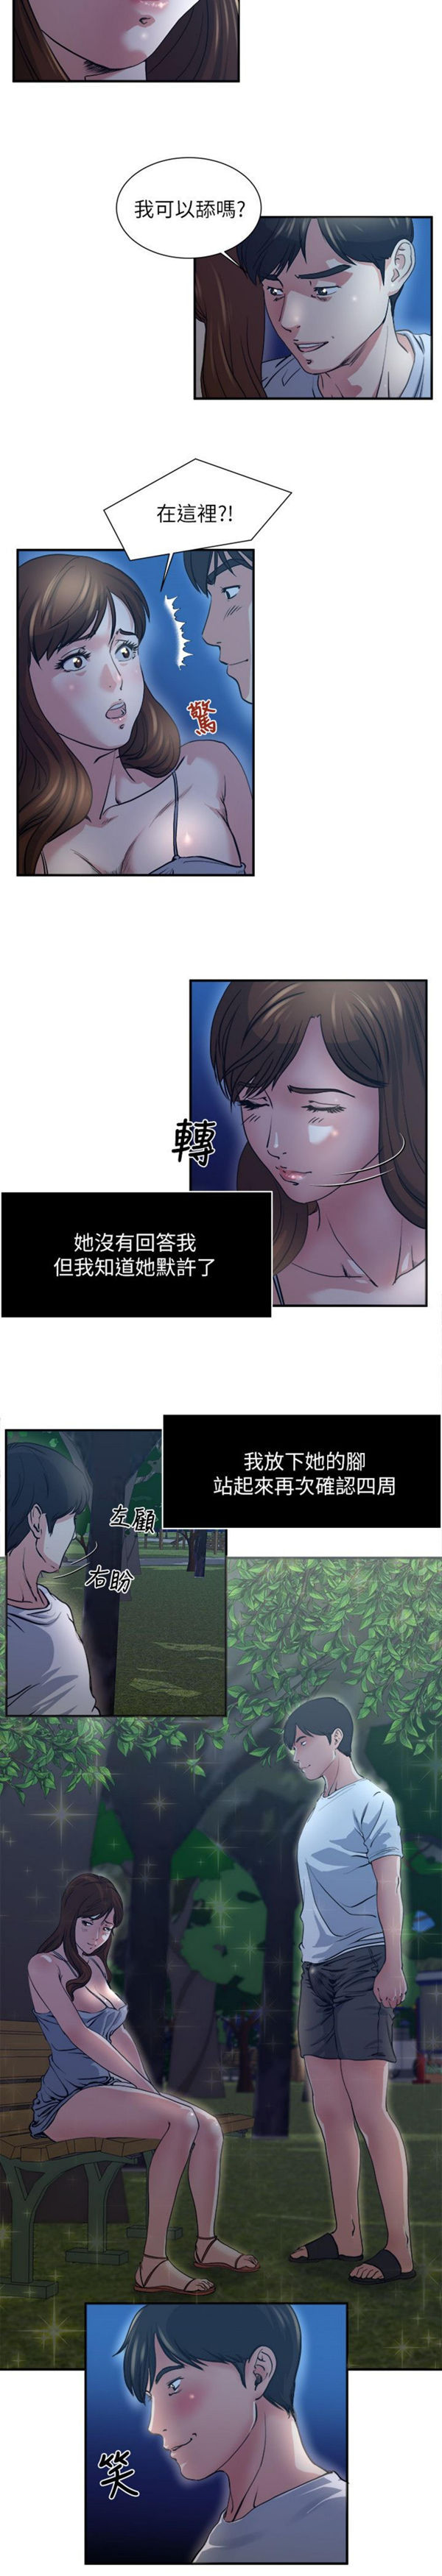 我可以舔嗎?
在這裡?!
驚
轉
她沒有回答我
但我知道她默許了
我放下她的腳
站起來再次確認四周
左顧
右盼
笑